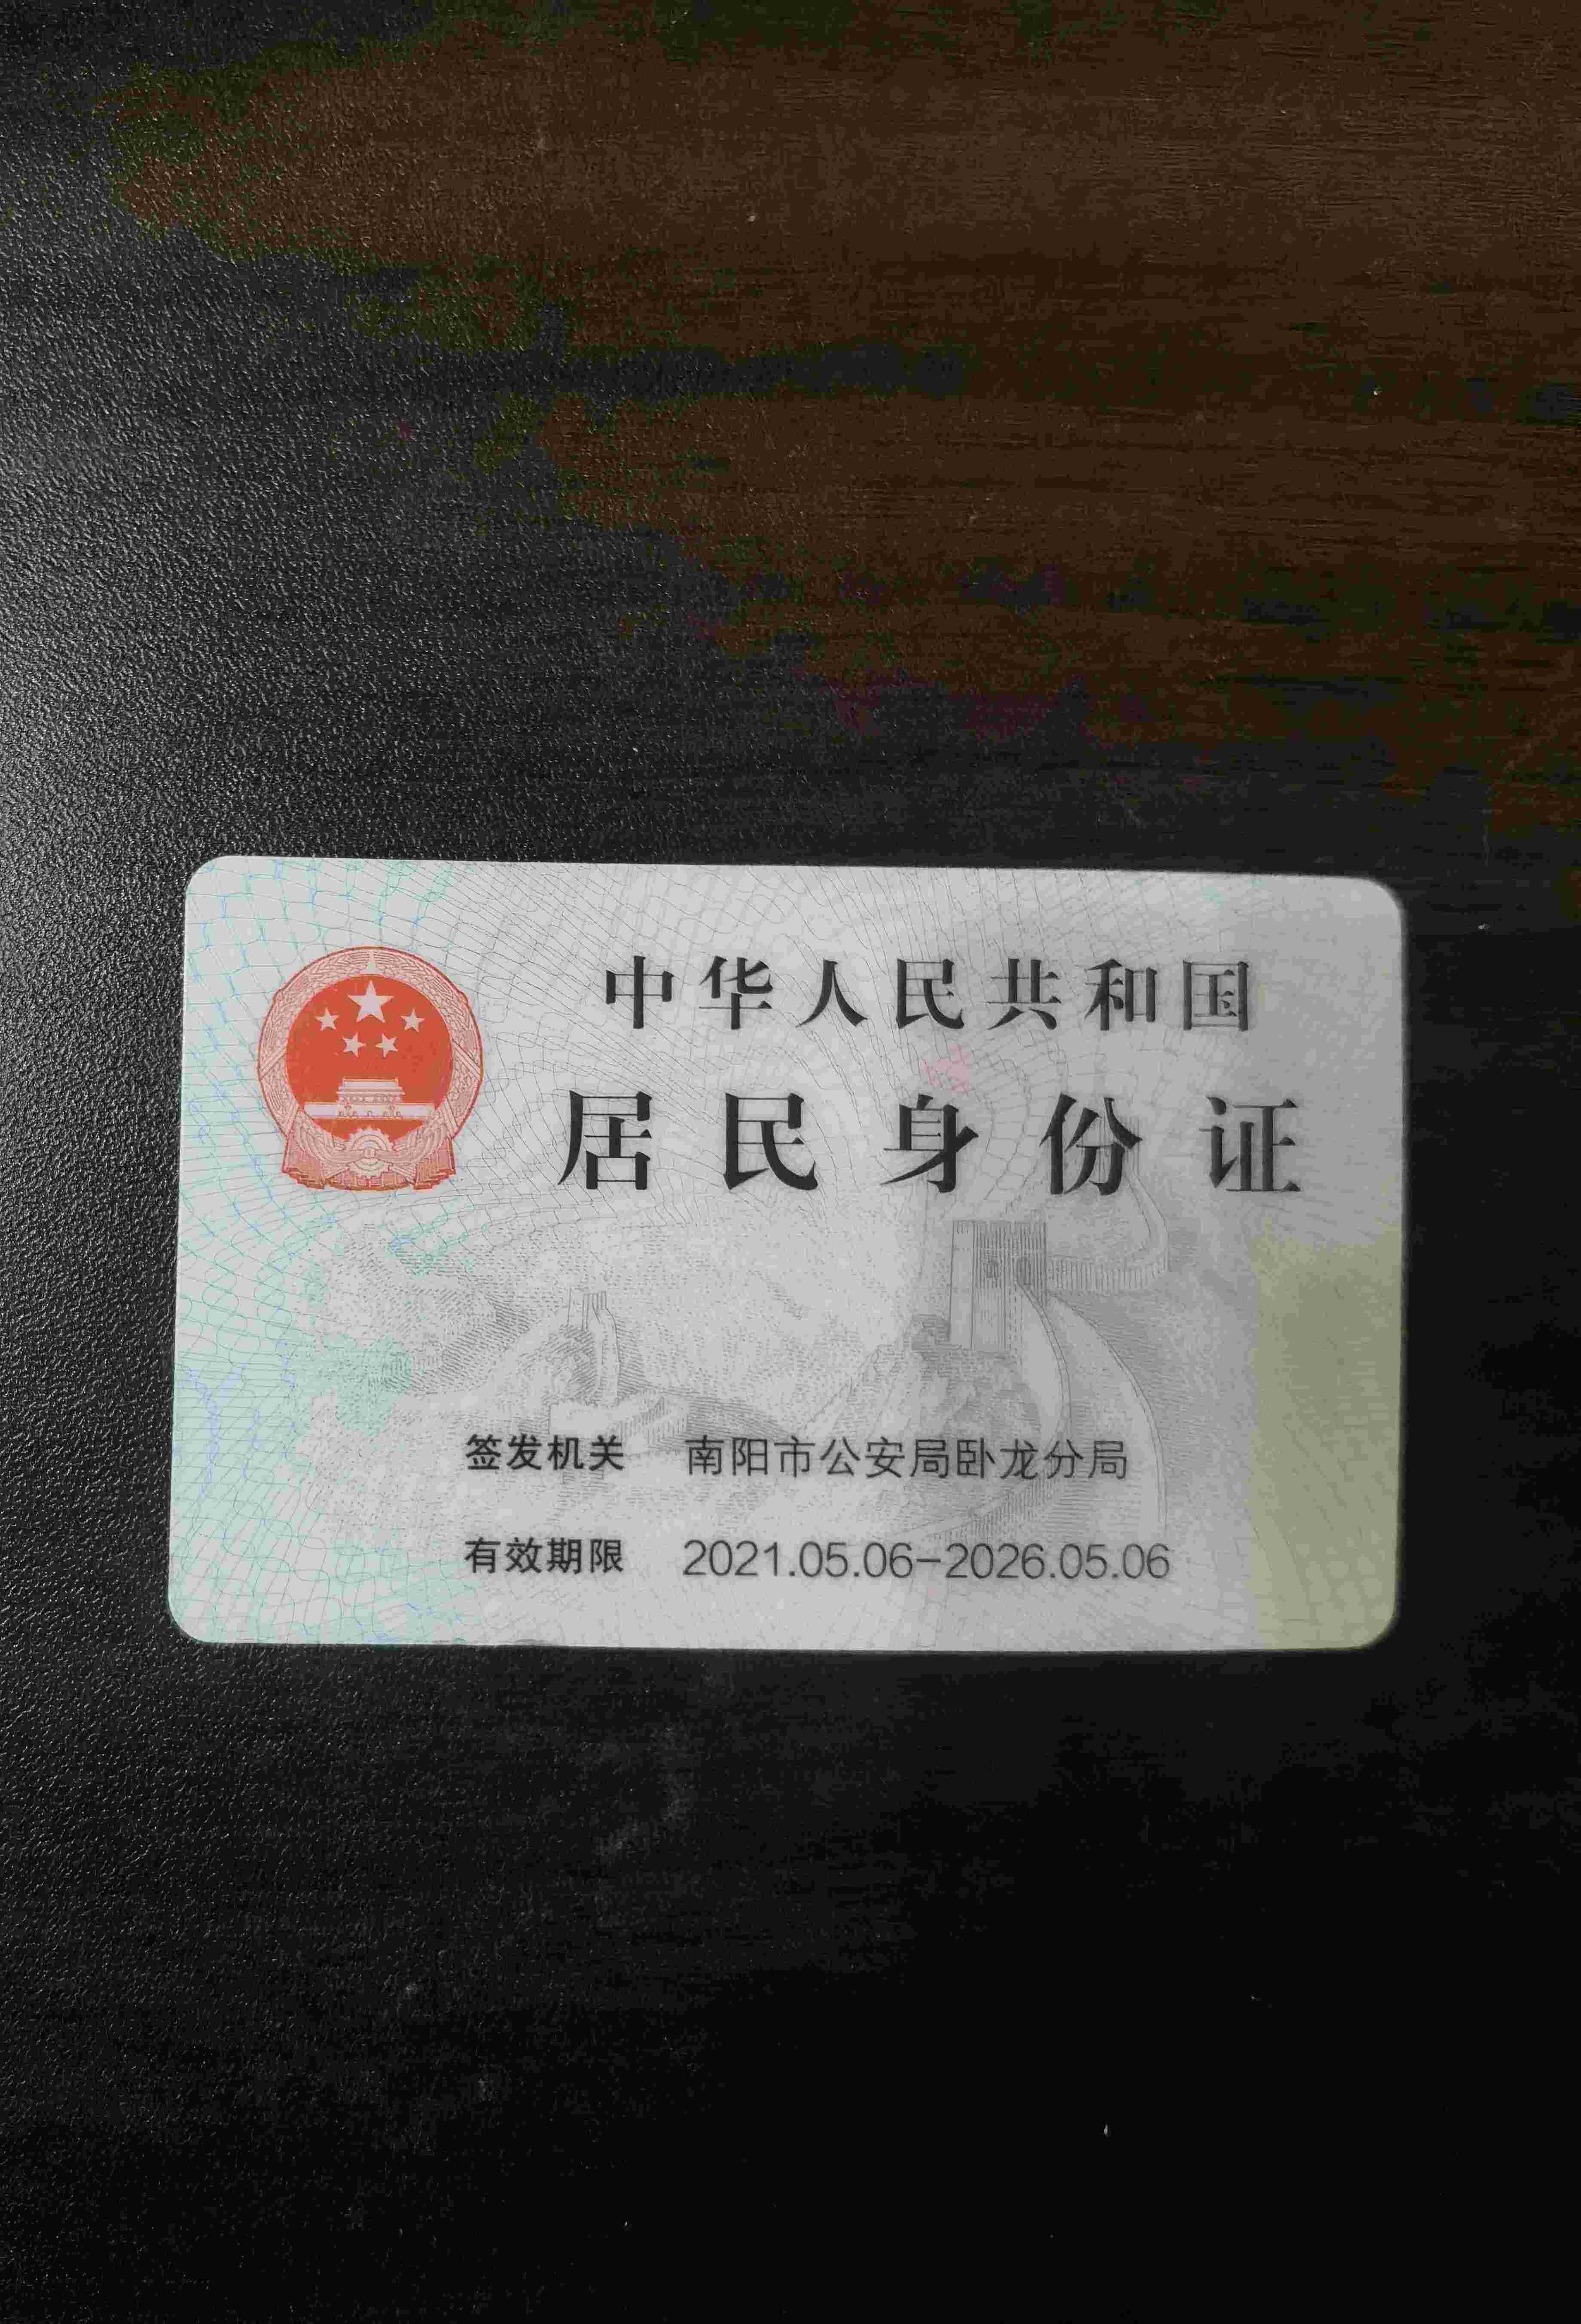 中华人民共和国
居民身份证
签发机关 南阳市公安局卧龙分局
有效期限 2021.05.06-2026.05.06